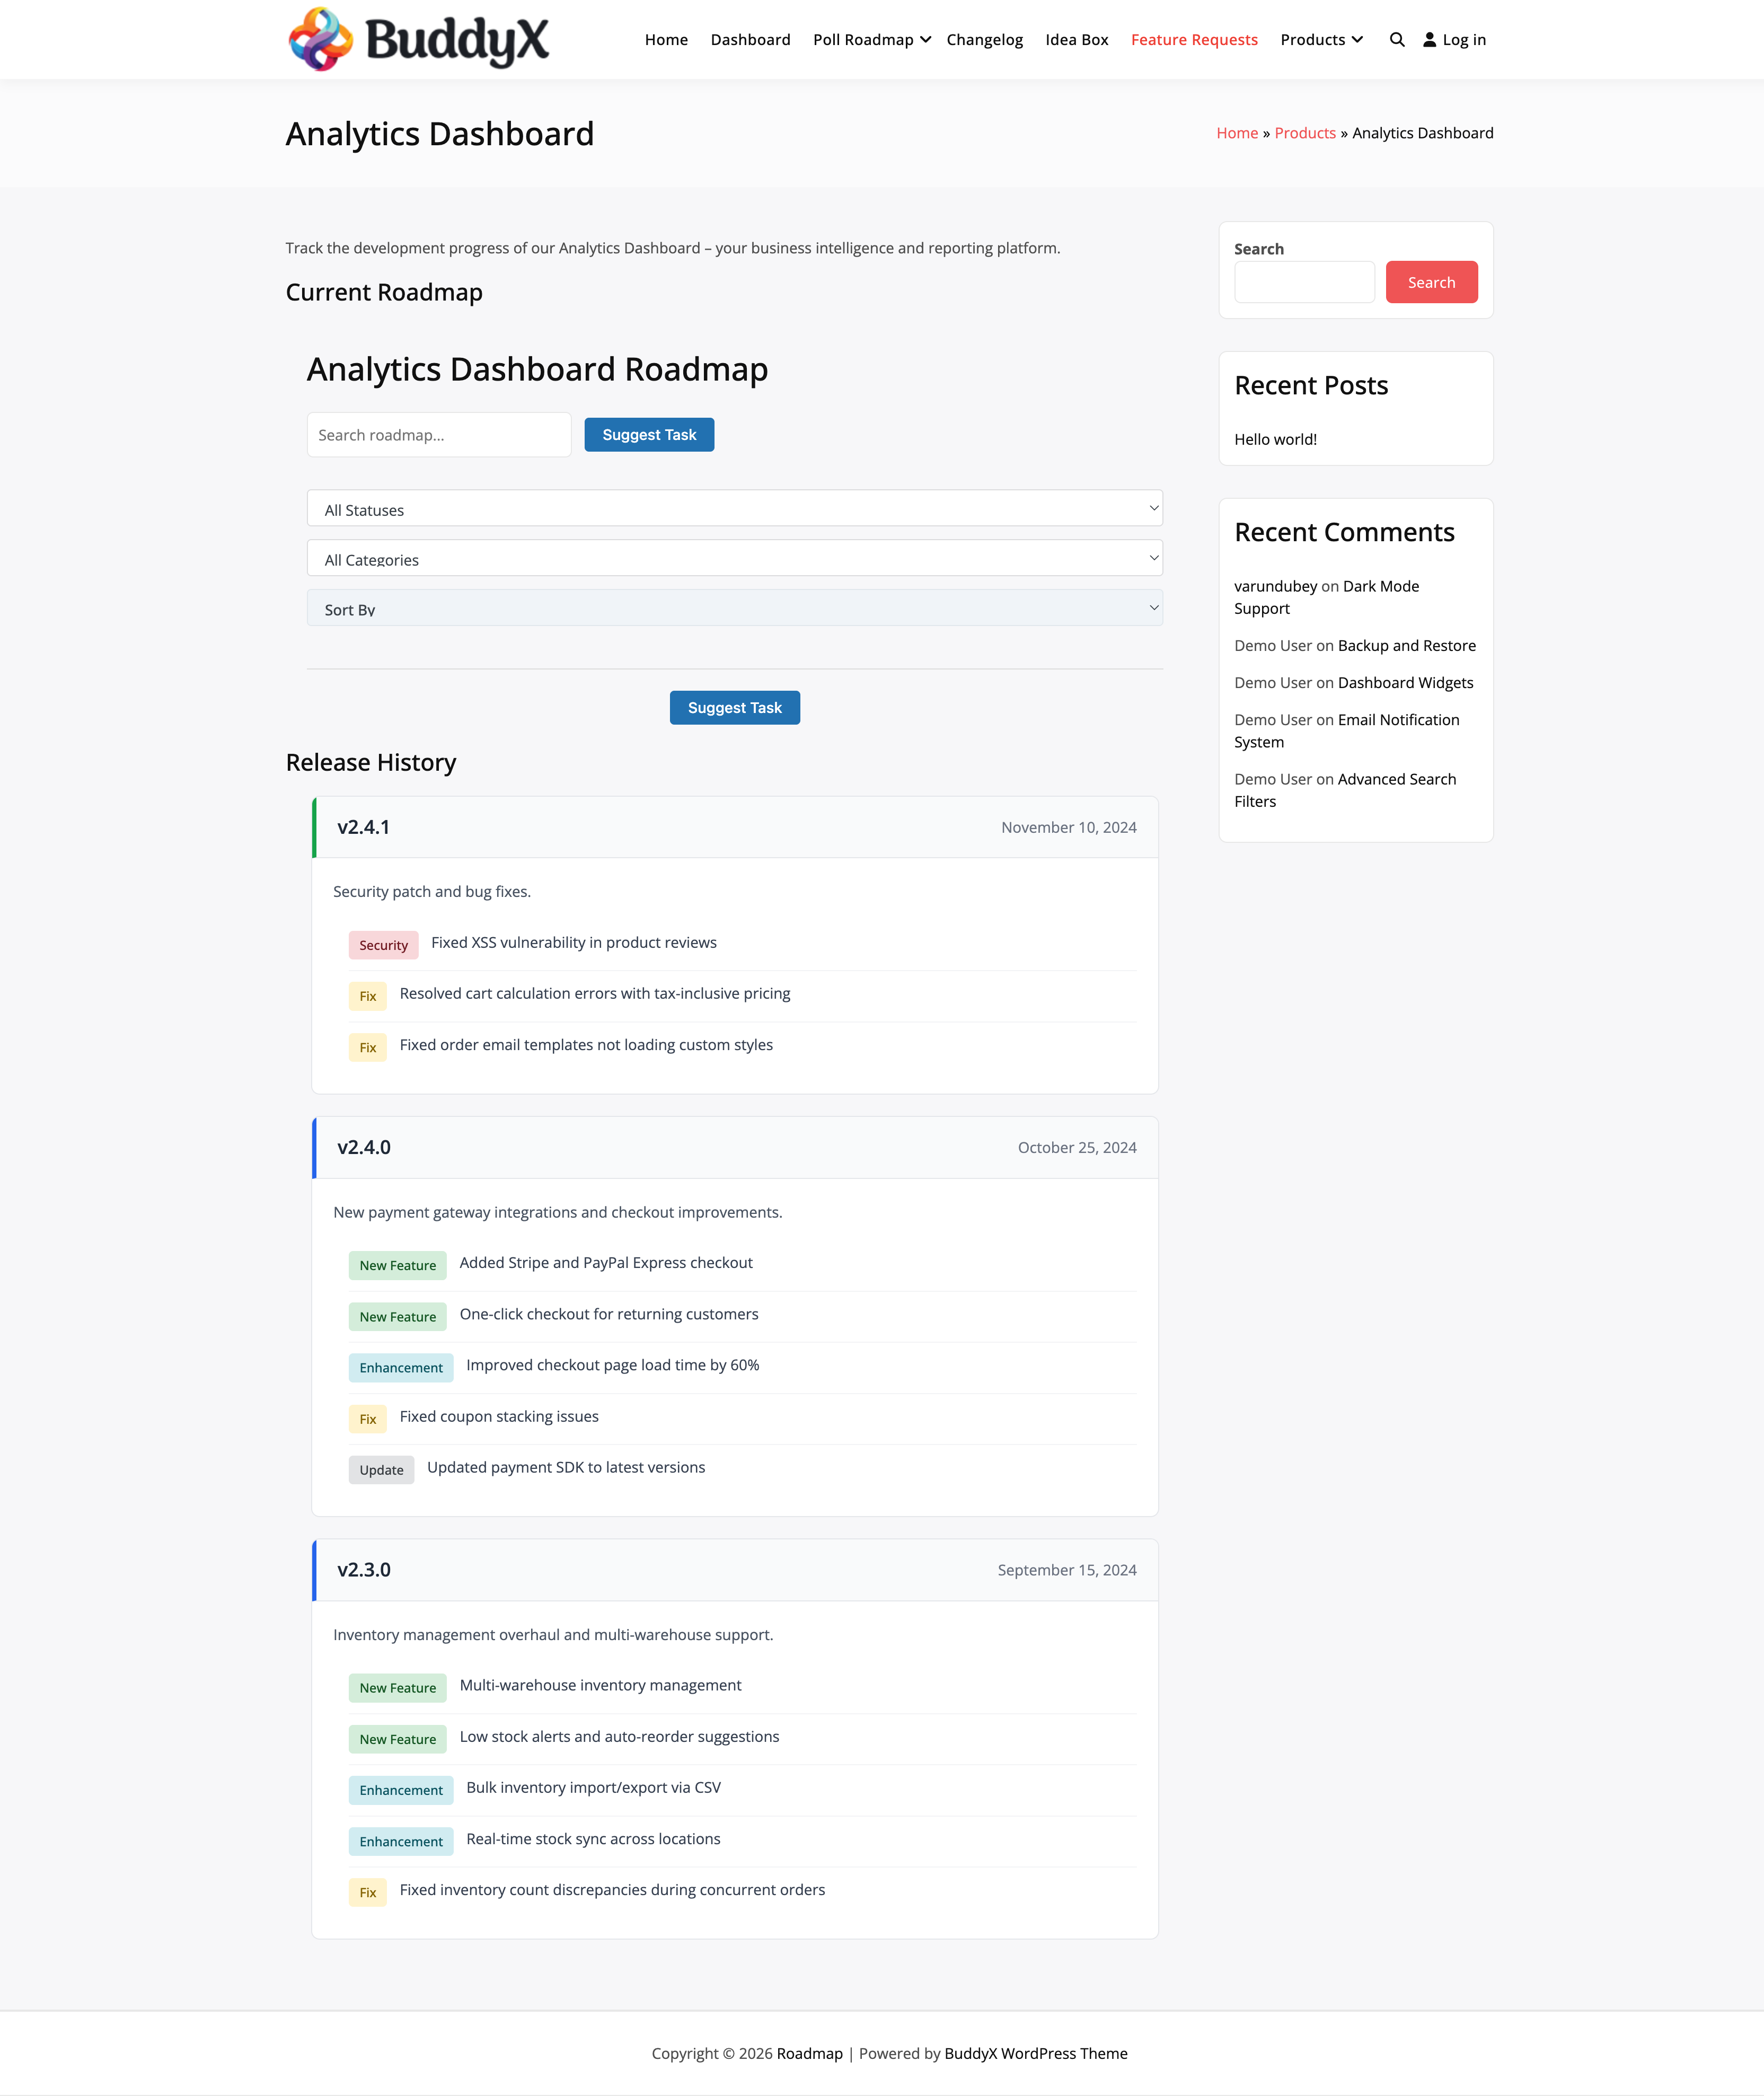 BuddyX
Home Dashboard Poll Roadmap Changelog Idea Box Feature Requests Products Log in
Analytics Dashboard
Home » Products » Analytics Dashboard
Track the development progress of our Analytics Dashboard – your business intelligence and reporting platform.
Current Roadmap
Analytics Dashboard Roadmap
Search roadmap...
Suggest Task
All Statuses
All Categories
Sort By
Suggest Task
Release History
v2.4.1
November 10, 2024
Security patch and bug fixes.
Security Fixed XSS vulnerability in product reviews
Fix Resolved cart calculation errors with tax-inclusive pricing
Fix Fixed order email templates not loading custom styles
v2.4.0
October 25, 2024
New payment gateway integrations and checkout improvements.
New Feature Added Stripe and PayPal Express checkout
New Feature One-click checkout for returning customers
Enhancement Improved checkout page load time by 60%
Fix Fixed coupon stacking issues
Update Updated payment SDK to latest versions
v2.3.0
September 15, 2024
Inventory management overhaul and multi-warehouse support.
New Feature Multi-warehouse inventory management
New Feature Low stock alerts and auto-reorder suggestions
Enhancement Bulk inventory import/export via CSV
Enhancement Real-time stock sync across locations
Fix Fixed inventory count discrepancies during concurrent orders
Search
Search
Recent Posts
Hello world!
Recent Comments
varundubey on Dark Mode
Support
Demo User on Backup and Restore
Demo User on Dashboard Widgets
Demo User on Email Notification
System
Demo User on Advanced Search
Filters
Copyright © 2026 Roadmap | Powered by BuddyX WordPress Theme